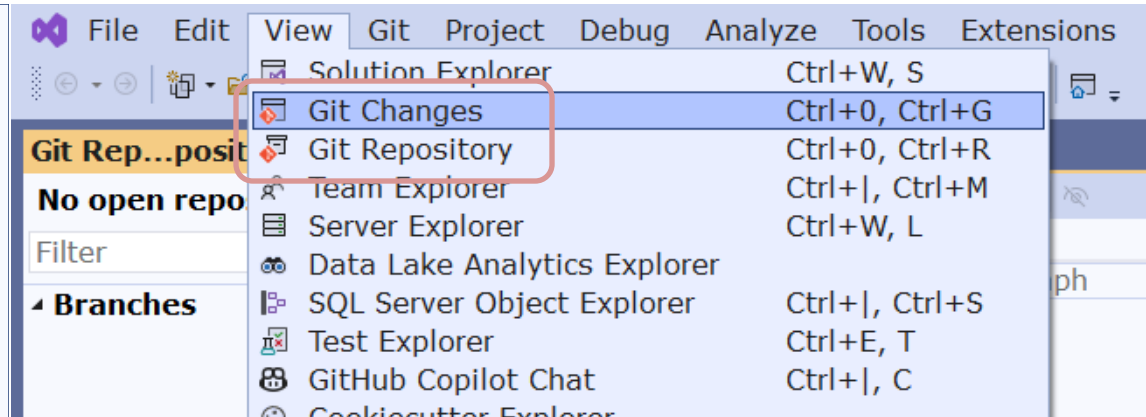 File Edit View Git Project Debug Analyze Tools Extensions
Solution Explorer Ctrl+W, S
Git Changes Ctrl+0, Ctrl+G
Git Rep...posit
Git Repository Ctrl+0, Ctrl+R
No open repo
Team Explorer Ctrl+|, Ctrl+M
Server Explorer Ctrl+W, L
Filter
Data Lake Analytics Explorer
ph
Branches
SQL Server Object Explorer Ctrl+|, Ctrl+S
Test Explorer Ctrl+E, T
GitHub Copilot Chat Ctrl+|, C
Cookiecutter Explorer